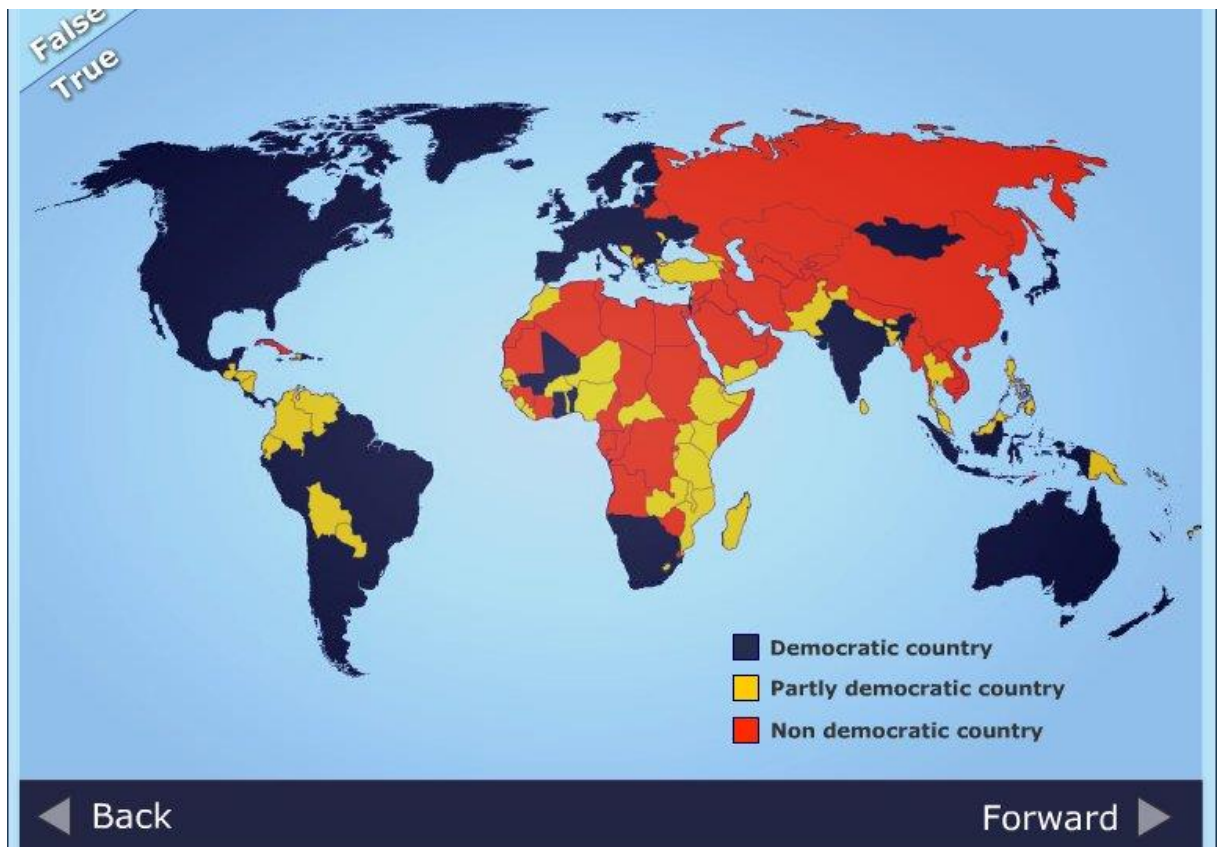 False
True
Democratic country
Partly democratic country
Non democratic country
Back
Forward